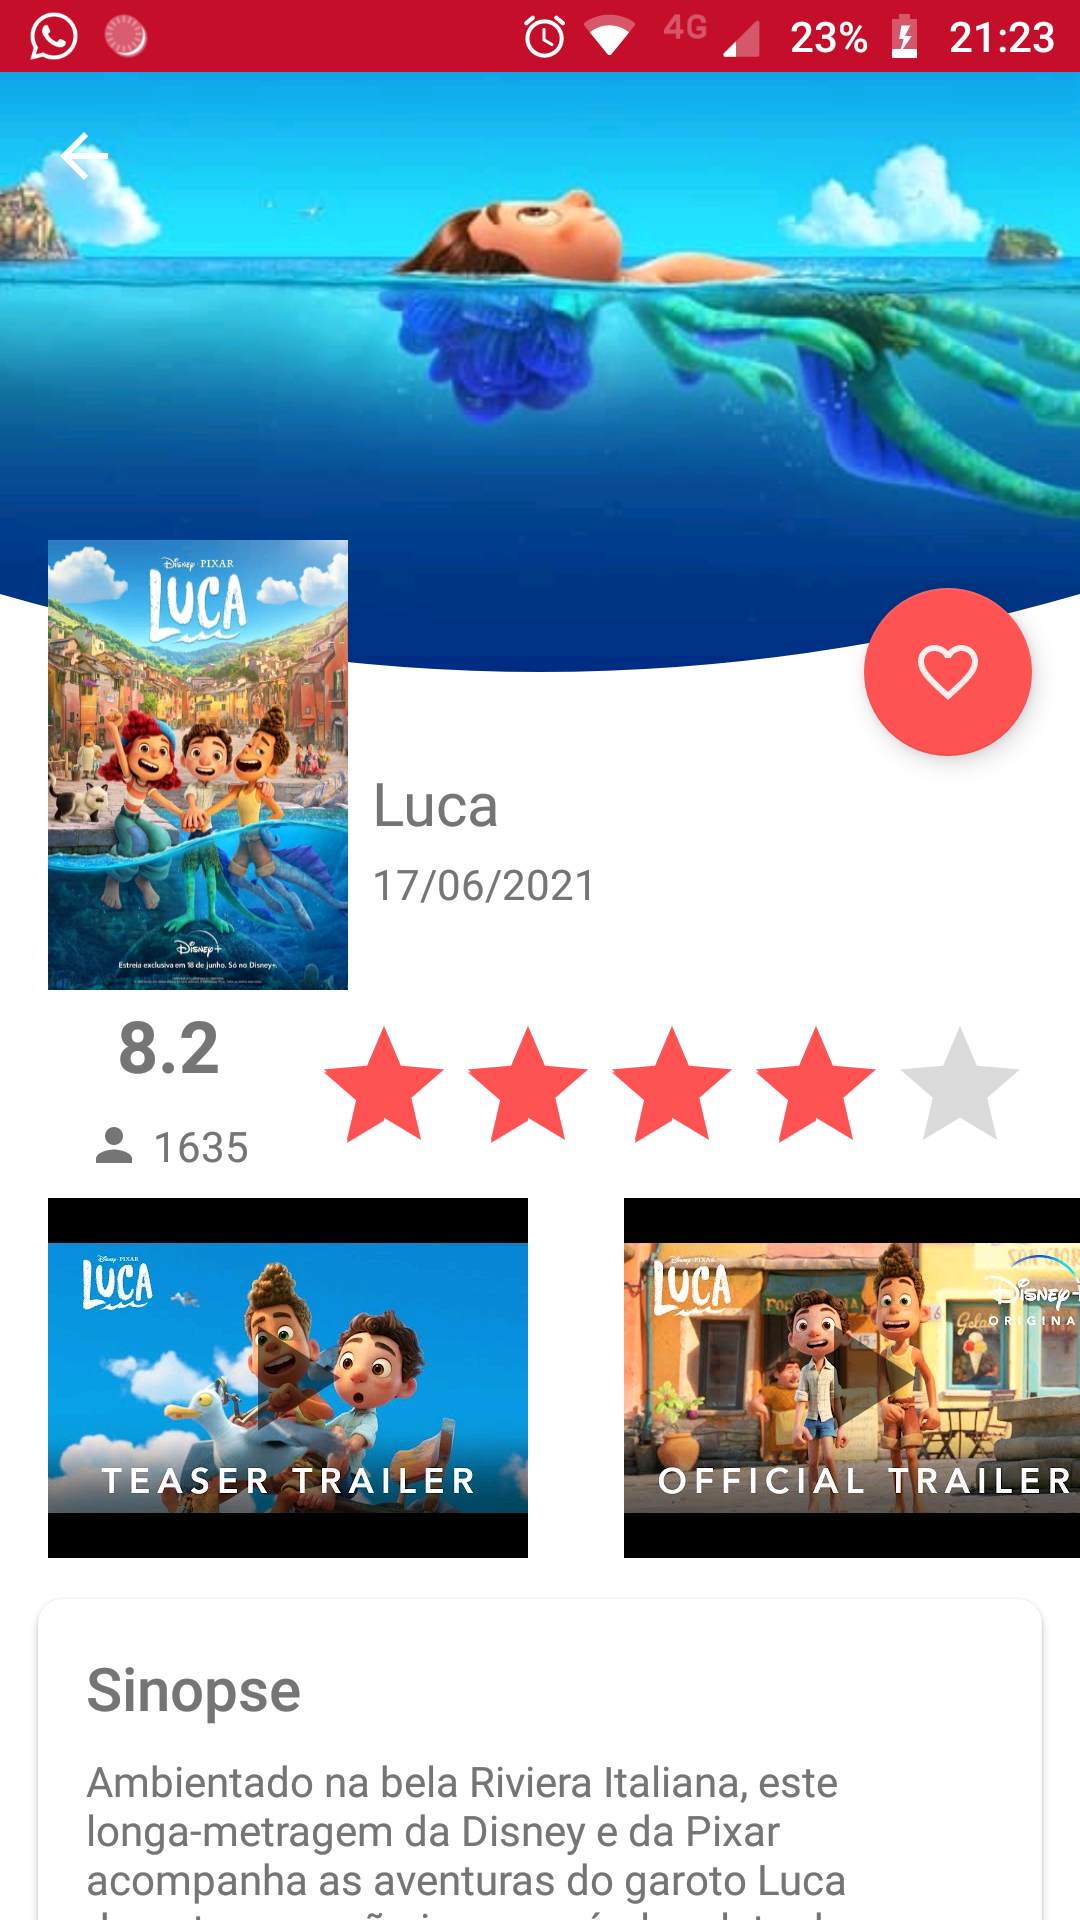 4G 23% 21:23
Disney · PIXAR
LUCA
Disney+
Estreia exclusiva em 18 de junho. Só no Disney+.
Luca
17/06/2021
8.2
1635
Disney · PIXAR
LUCA
TEASER TRAILER
Disney · PIXAR
LUCA
Disney+
ORIGINA
Gela
OFFICIAL TRAILER
Sinopse
Ambientado na bela Riviera Italiana, este
longa-metragem da Disney e da Pixar
acompanha as aventuras do garoto Luca